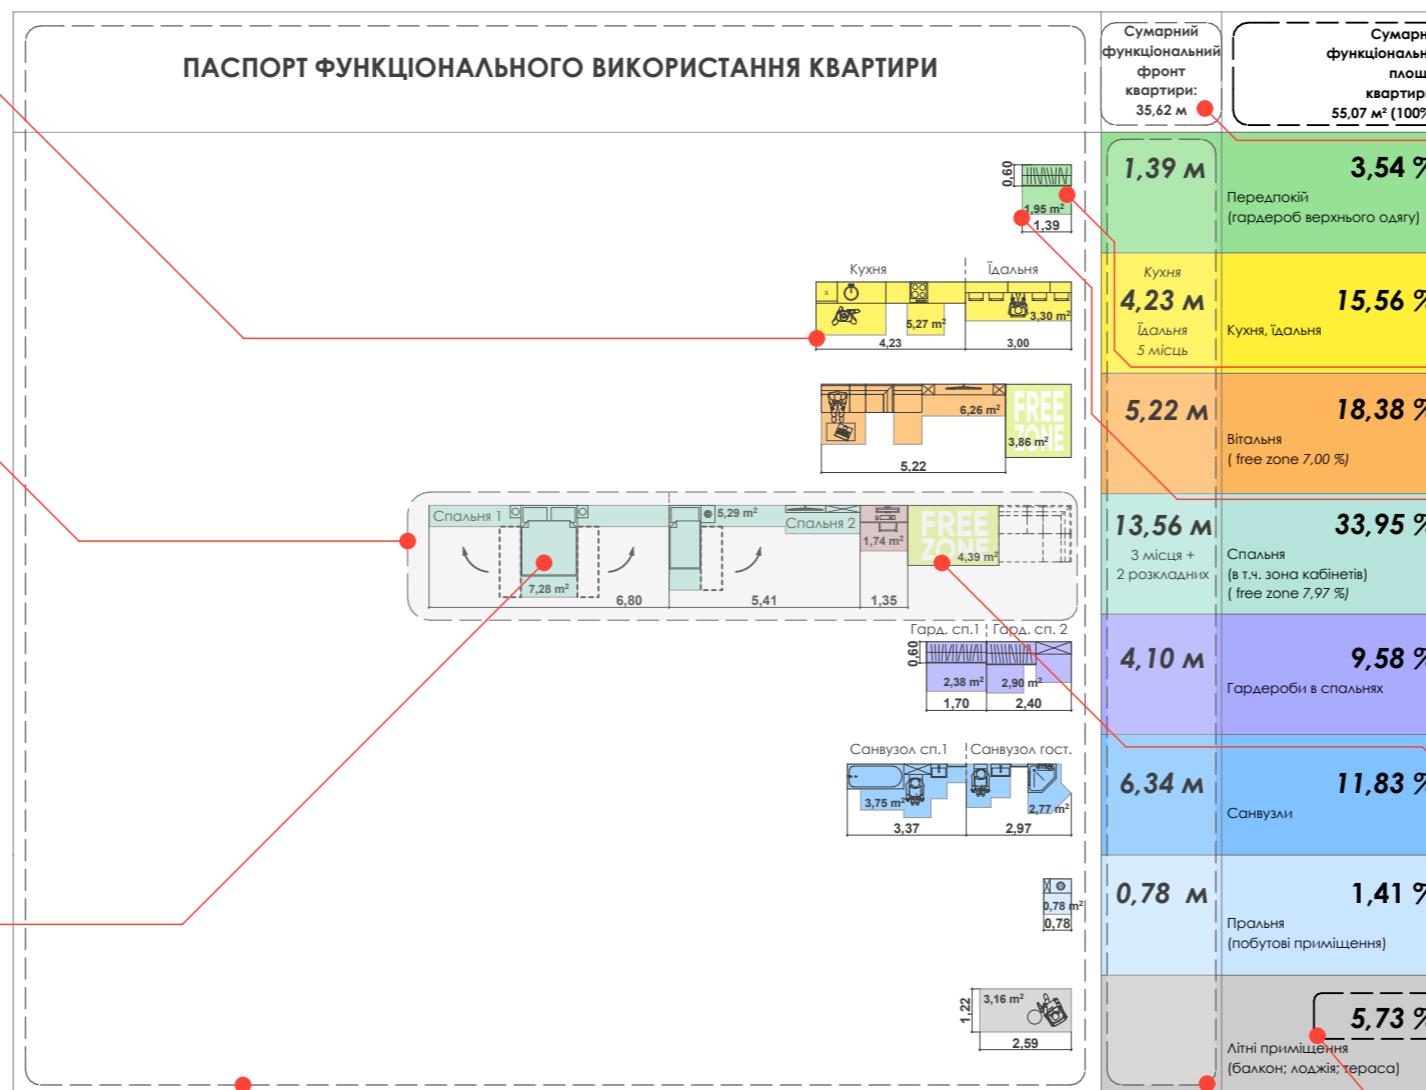 ПАСПОРТ ФУНКЦІОНАЛЬНОГО ВИКОРИСТАННЯ КВАРТИРИ
Сумарний
функціональний
фронт
квартири:
35,62 м
Сумарн
функціональн
площ
квартир
55,07 м² (100%
0,60
1,95 m²
1,39
1,39 м
3,54 %
Передпокій
(гардероб верхнього одягу)
Кухня
Їдальня
x
5,27 m²
3,30 m²
4,23
3,00
Кухня
4,23 м
Їдальня
5 місць
15,56 %
Кухня, їдальня
6,26 m²
FREE
ZONE
3,86 m²
5,22
5,22 м
18,38 %
Вітальня
( free zone 7,00 %)
Спальня 1
7,28 m²
5,29 m²
Спальня 2
1,74 m²
FREE
ZONE
4,39 m²
6,80
5,41
1,35
13,56 м
3 місця +
2 розкладних
33,95 %
Спальня
(в т.ч. зона кабінетів)
( free zone 7,97 %)
Гард. сп.1
Гард. сп. 2
0,60
2,38 m²
2,90 m²
1,70
2,40
4,10 м
9,58 %
Гардероби в спальнях
Санвузол сп.1
Санвузол гост.
3,75 m²
2,77 m²
3,37
2,97
6,34 м
11,83 %
Санвузли
0,78 m²
0,78
0,78 м
1,41 %
Пральня
(побутові приміщення)
1,22
3,16 m²
2,59
5,73 %
Літні приміщення
(балкон; лоджія; тераса)